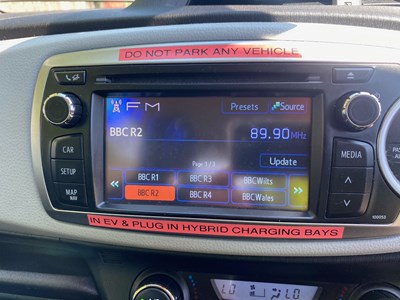 DO NOT PARK ANY VEHICLE
FM
Presets
Source
BBC R2
89.90MHz
Page 1 / 3
Update
BBC R1
BBC R3
BBCWilts
BBC R2
BBC R4
BBCWales
CAR
SETUP
MAP
NAV
MEDIA
IN EV & PLUG IN HYBRID CHARGING BAYS